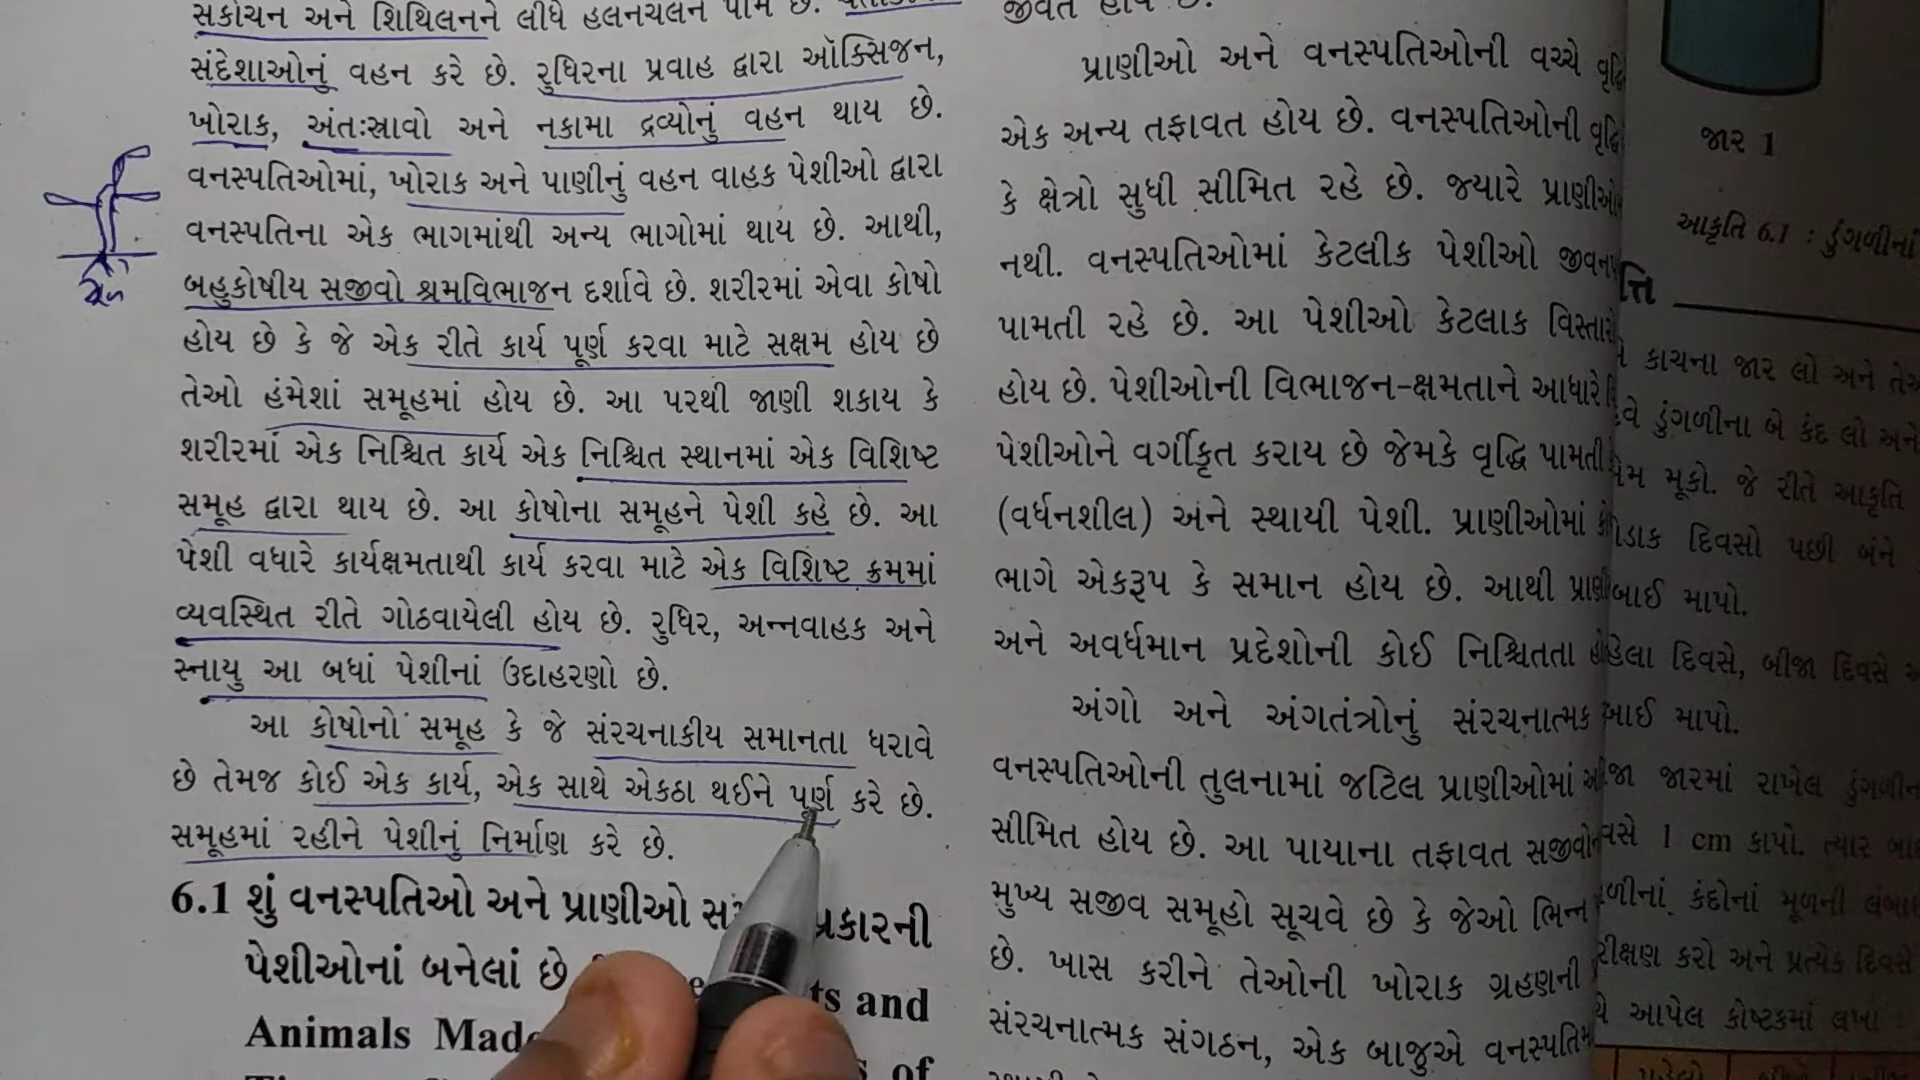 સંકોચન અને શિથિલનને લીધે હલનચલન પામે છે.
સંદેશાઓનું વહન કરે છે. રુધિરના પ્રવાહ દ્વારા ઑક્સિજન,
ખોરાક, અંતઃસ્રાવો અને નકામા દ્રવ્યોનું વહન થાય છે.
વનસ્પતિઓમાં, ખોરાક અને પાણીનું વહન વાહક પેશીઓ દ્વારા
વનસ્પતિના એક ભાગમાંથી અન્ય ભાગોમાં થાય છે. આથી,
બહુકોષીય સજીવો શ્રમવિભાજન દર્શાવે છે. શરીરમાં એવા કોષો
હોય છે કે જે એક રીતે કાર્ય પૂર્ણ કરવા માટે સક્ષમ હોય છે
તેઓ હંમેશાં સમૂહમાં હોય છે. આ પરથી જાણી શકાય કે
શરીરમાં એક નિશ્ચિત કાર્ય એક નિશ્ચિત સ્થાનમાં એક વિશિષ્ટ
સમૂહ દ્વારા થાય છે. આ કોષોના સમૂહને પેશી કહે છે. આ
પેશી વધારે કાર્યક્ષમતાથી કાર્ય કરવા માટે એક વિશિષ્ટ ક્રમમાં
વ્યવસ્થિત રીતે ગોઠવાયેલી હોય છે. રુધિર, અન્નવાહક અને
સ્નાયુ આ બધાં પેશીનાં ઉદાહરણો છે.
આ કોષોનો સમૂહ કે જે સંરચનાકીય સમાનતા ધરાવે
છે તેમજ કોઈ એક કાર્ય, એક સાથે એકઠા થઈને પૂર્ણ કરે છે.
સમૂહમાં રહીને પેશીનું નિર્માણ કરે છે.
6.1 શું વનસ્પતિઓ અને પ્રાણીઓ પ્રકારની
પેશીઓનાં બનેલાં છે and
Animals Made of
જીવંત હોય છે.
પ્રાણીઓ અને વનસ્પતિઓની વચ્ચે
એક અન્ય તફાવત હોય છે. વનસ્પતિઓની
કે ક્ષેત્રો સુધી સીમિત રહે છે. જ્યારે
નથી. વનસ્પતિઓમાં કેટલીક પેશીઓ
પામતી રહે છે. આ પેશીઓ કેટલાક
હોય છે. પેશીઓની વિભાજન-ક્ષમતાને આધારે
પેશીઓને વર્ગીકૃત કરાય છે જેમકે વૃદ્ધિ પામતી
(વર્ધનશીલ) અને સ્થાયી પેશી. પ્રાણીઓમાં
ભાગે એકરૂપ કે સમાન હોય છે. આથી
અને અવર્ધમાન પ્રદેશોની કોઈ નિશ્ચિતતા
અંગો અને અંગતંત્રોનું સંરચનાત્મક
વનસ્પતિઓની તુલનામાં જટિલ પ્રાણીઓમાં
સીમિત હોય છે. આ પાયાના તફાવત
મુખ્ય સજીવ સમૂહો સૂચવે છે કે જેઓ ભિન્ન
છે. ખાસ કરીને તેઓની ખોરાક ગ્રહણની
સંરચનાત્મક સંગઠન, એક બાજુએ
જાર 1
આકૃતિ 6.1 : ડુંગળીનાં
કાચના જાર લો અને
ડુંગળીના બે કંદ લો અને
મૂકો. જે રીતે આકૃતિ
દિવસો પછી બંને
માપો.
દિવસે, બીજા દિવસે
માપો.
જારમાં રાખેલ
1 cm કાપો. ત્યાર
કંદોનાં મૂળની
કરો અને પ્રત્યેક દિવસે
આપેલ કોષ્ટકમાં લખો